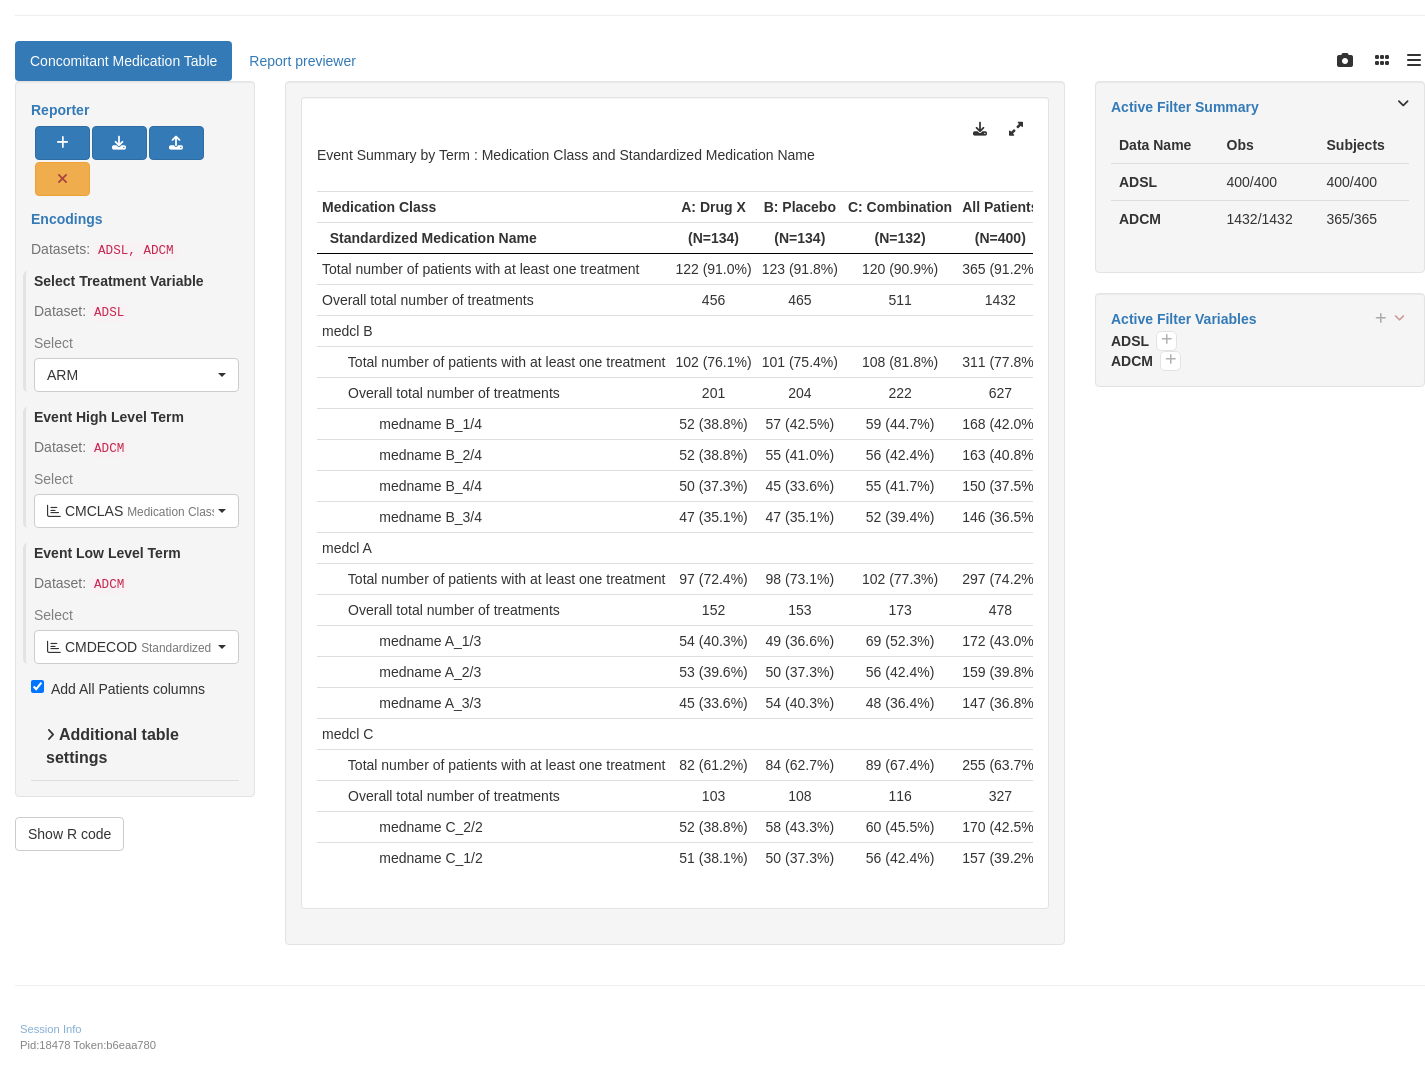 Concomitant Medication Table Report previewer
Reporter
Encodings
Datasets: ADSL, ADCM
Select Treatment Variable
Dataset: ADSL
Select
ARM
Event High Level Term
Dataset: ADCM
Select
CMCLAS Medication Class
Event Low Level Term
Dataset: ADCM
Select
CMDECOD Standardized
Add All Patients columns
Additional table
settings
Show R code
Event Summary by Term : Medication Class and Standardized Medication Name
Medication Class A: Drug X B: Placebo C: Combination All Patients
Standardized Medication Name (N=134) (N=134) (N=132) (N=400)
Total number of patients with at least one treatment 122 (91.0%) 123 (91.8%) 120 (90.9%) 365 (91.2%
Overall total number of treatments 456 465 511 1432
medcl B
Total number of patients with at least one treatment 102 (76.1%) 101 (75.4%) 108 (81.8%) 311 (77.8%
Overall total number of treatments 201 204 222 627
medname B_1/4 52 (38.8%) 57 (42.5%) 59 (44.7%) 168 (42.0%
medname B_2/4 52 (38.8%) 55 (41.0%) 56 (42.4%) 163 (40.8%
medname B_4/4 50 (37.3%) 45 (33.6%) 55 (41.7%) 150 (37.5%
medname B_3/4 47 (35.1%) 47 (35.1%) 52 (39.4%) 146 (36.5%
medcl A
Total number of patients with at least one treatment 97 (72.4%) 98 (73.1%) 102 (77.3%) 297 (74.2%
Overall total number of treatments 152 153 173 478
medname A_1/3 54 (40.3%) 49 (36.6%) 69 (52.3%) 172 (43.0%
medname A_2/3 53 (39.6%) 50 (37.3%) 56 (42.4%) 159 (39.8%
medname A_3/3 45 (33.6%) 54 (40.3%) 48 (36.4%) 147 (36.8%
medcl C
Total number of patients with at least one treatment 82 (61.2%) 84 (62.7%) 89 (67.4%) 255 (63.7%
Overall total number of treatments 103 108 116 327
medname C_2/2 52 (38.8%) 58 (43.3%) 60 (45.5%) 170 (42.5%
medname C_1/2 51 (38.1%) 50 (37.3%) 56 (42.4%) 157 (39.2%
Active Filter Summary
Data Name Obs Subjects
ADSL 400/400 400/400
ADCM 1432/1432 365/365
Active Filter Variables
ADSL
ADCM
Session Info
Pid:18478 Token:b6eaa780